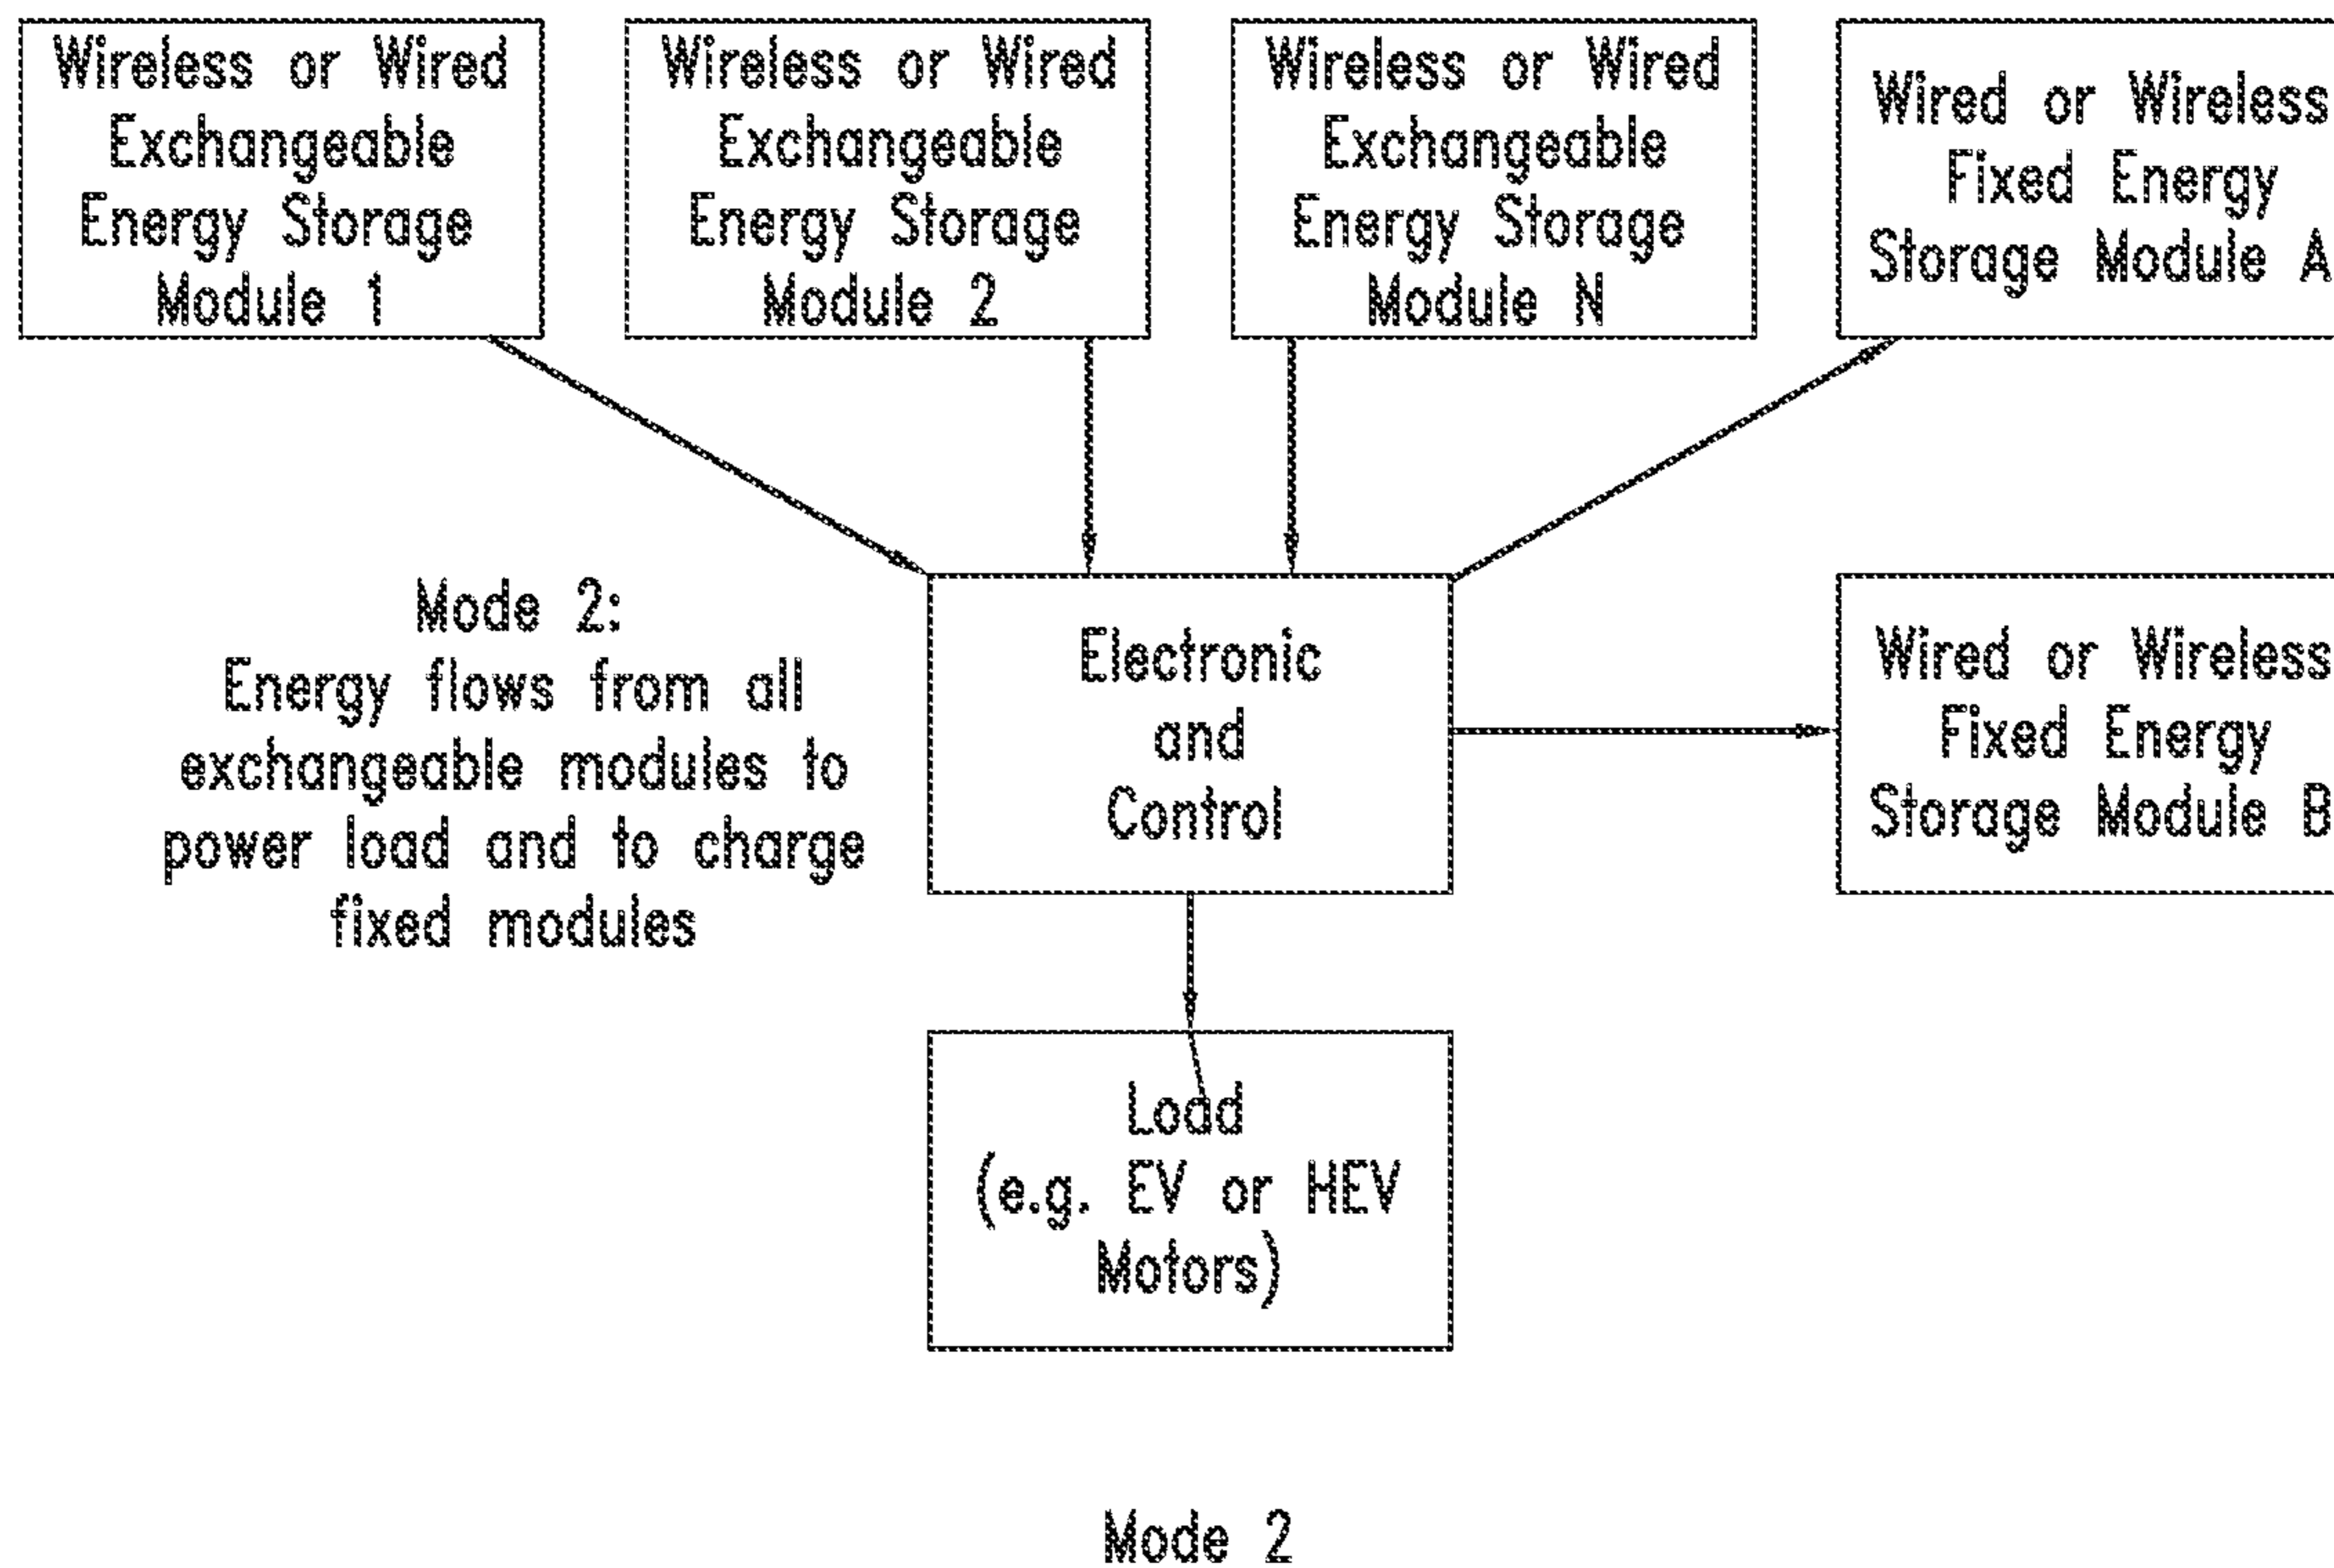 Wireless or Wired
Exchangeable
Energy Storage
Module 1
Wireless or Wired
Exchangeable
Energy Storage
Module 2
Wireless or Wired
Exchangeable
Energy Storage
Module N
Wired or Wireless
Fixed Energy
Storage Module A
Mode 2:
Energy flows from all
exchangeable modules to
power load and to charge
fixed modules
Electronic
and
Control
Wired or Wireless
Fixed Energy
Storage Module B
Load
(e.g. EV or HEV
Motors)
Mode 2